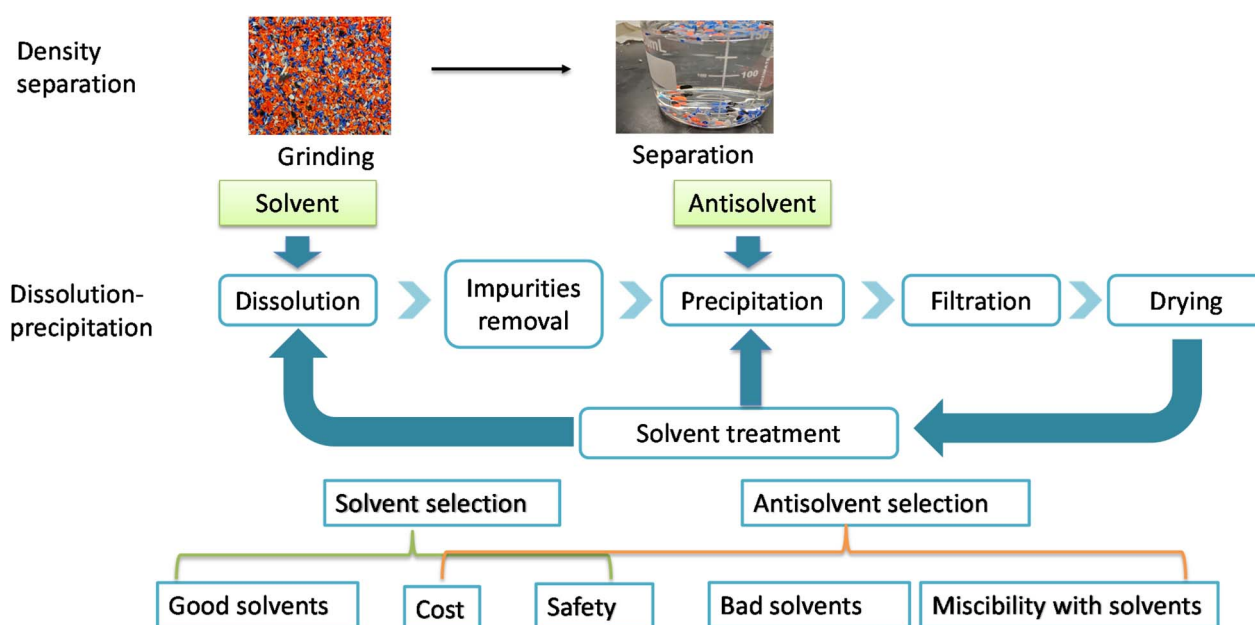 Density
separation
Grinding
Separation
Solvent
Antisolvent
100
Dissolution-
precipitation
Dissolution
Impurities
removal
Precipitation
Filtration
Drying
Solvent treatment
Solvent selection
Antisolvent selection
Good solvents
Cost
Safety
Bad solvents
Miscibility with solvents